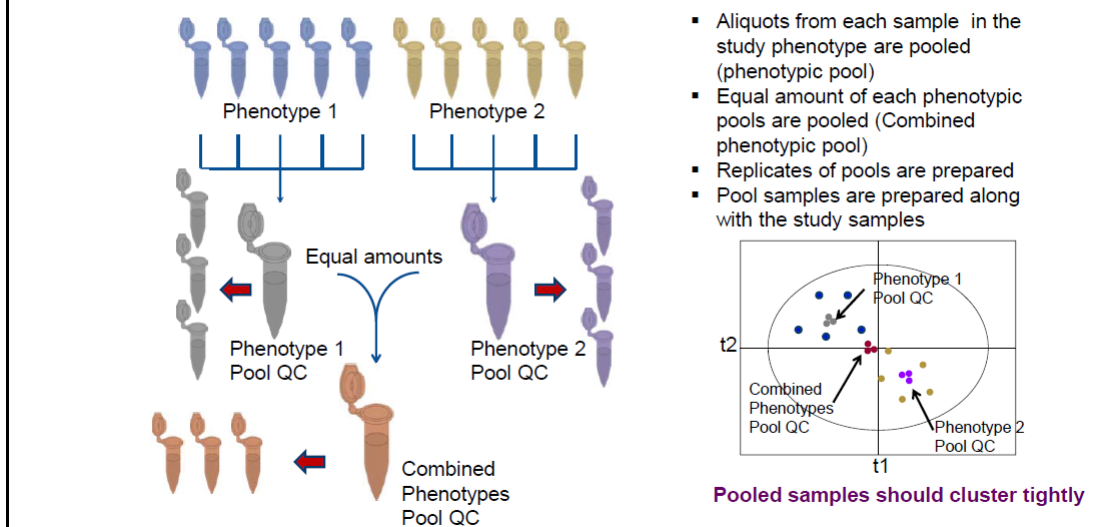 Phenotype 1
Phenotype 2
Equal amounts
Phenotype 1
Pool QC
Phenotype 2
Pool QC
Combined
Phenotypes
Pool QC
▪ Aliquots from each sample in the
study phenotype are pooled
(phenotypic pool)
▪ Equal amount of each phenotypic
pools are pooled (Combined
phenotypic pool)
▪ Replicates of pools are prepared
▪ Pool samples are prepared along
with the study samples
Phenotype 1
Pool QC
t2
Combined
Phenotypes
Pool QC
Phenotype 2
Pool QC
t1
Pooled samples should cluster tightly